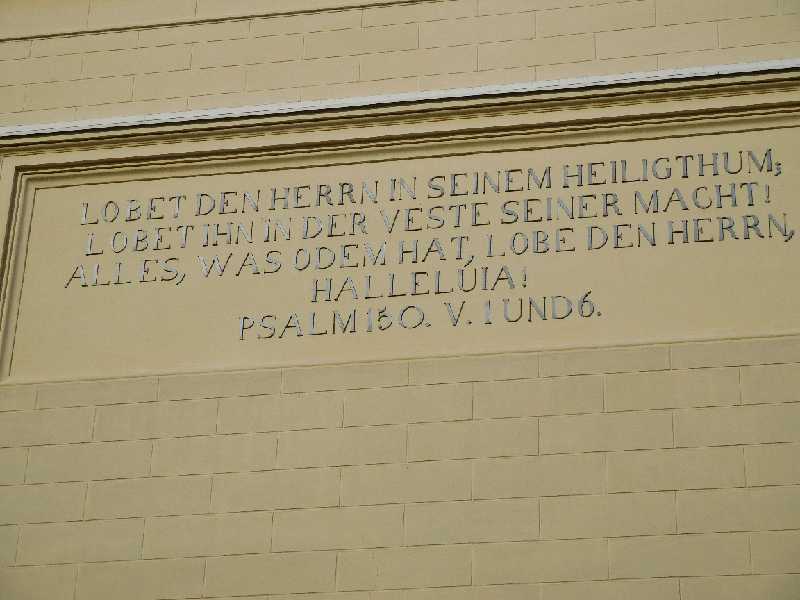 LOBET DEN HERRN IN SEINEM HEILIGTHUM;
LOBET IHN IN DER VESTE SEINER MACHT!
ALLES, WAS ODEM HAT, LOBE DEN HERRN,
HALLELUIA!
PSALM 150. V. 1 UND 6.